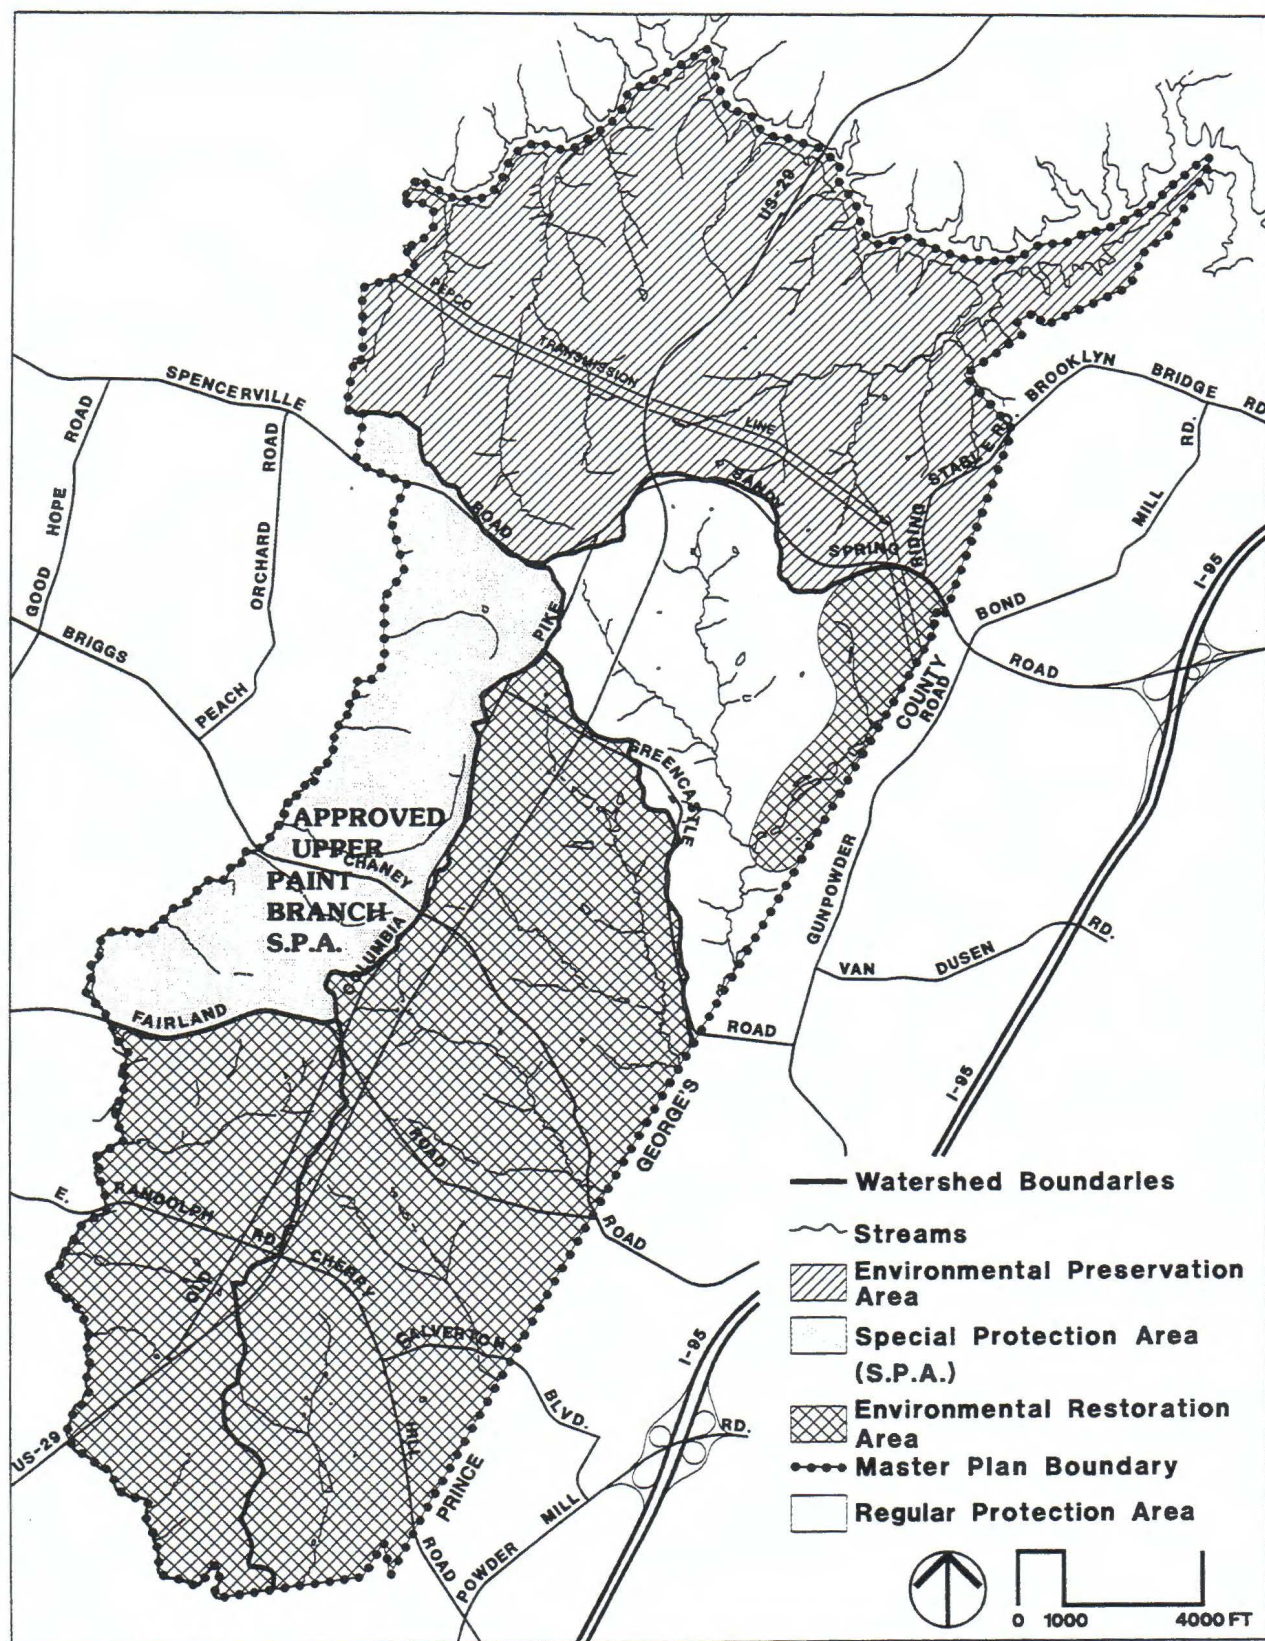 US-29
PEPCO
TRANSMISSION
LINE
SPENCERVILLE
ROAD
BROOKLYN
BRIDGE
RD.
STABLE RD.
RIDING
MILL
RD.
GOOD HOPE ROAD
PEACH ORCHARD ROAD
SANDY
SPRING
ROAD
BOND
I-95
BRIGGS
CHANEY
PIKE
COLUMBIA
OLD
COUNTY
ROAD
GUNPOWDER
GREENCASTLE
ROAD
APPROVED
UPPER
PAINT
BRANCH
S.P.A.
VAN DUSEN RD.
FAIRLAND
ROAD
ROAD
I-95
GEORGE'S
PRINCE
E. RANDOLPH RD.
CHERRY
HILL
ROAD
CALVERTON
BLVD.
US-29
POWDER MILL RD.
I-95
Watershed Boundaries
Streams
Environmental Preservation
Area
Special Protection Area
(S.P.A.)
Environmental Restoration
Area
Master Plan Boundary
Regular Protection Area
0 1000 4000 FT